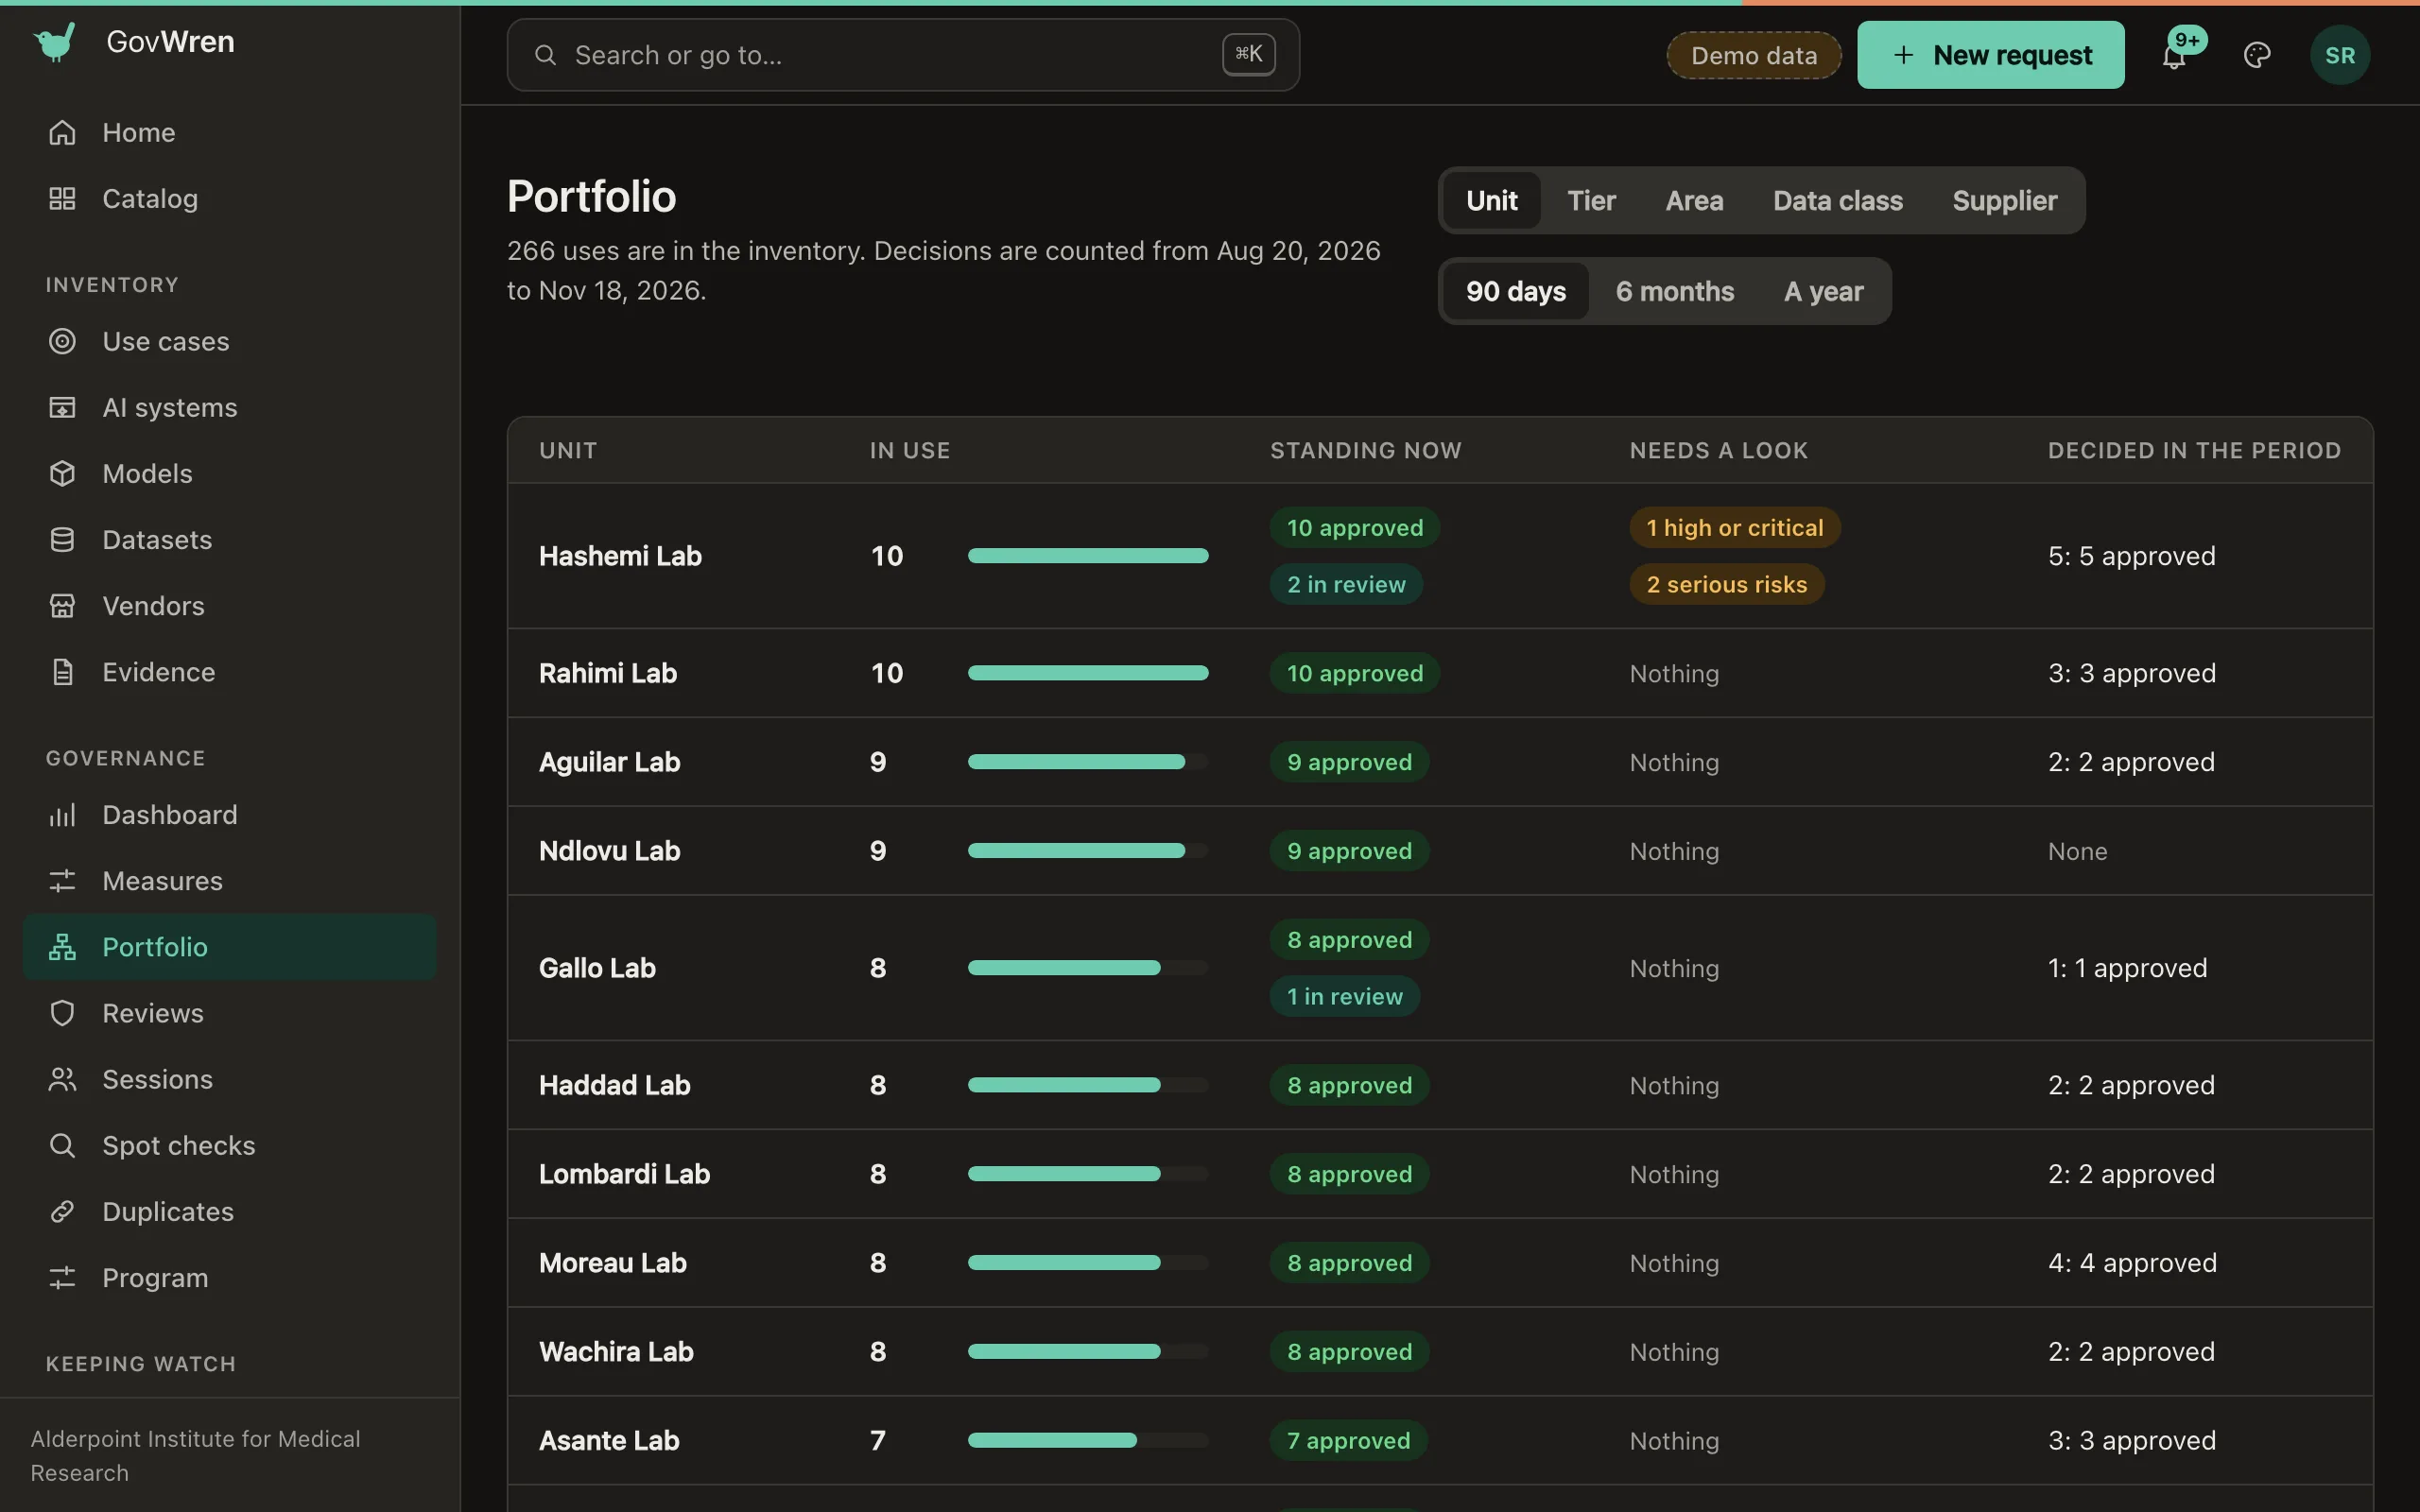 GovWren
Search or go to...
⌘K
Demo data
+ New request
9+
SR
Home
Catalog
INVENTORY
Use cases
AI systems
Models
Datasets
Vendors
Evidence
GOVERNANCE
Dashboard
Measures
Portfolio
Reviews
Sessions
Spot checks
Duplicates
Program
KEEPING WATCH
Alderpoint Institute for Medical
Research
Portfolio
266 uses are in the inventory. Decisions are counted from Aug 20, 2026
to Nov 18, 2026.
Unit Tier Area Data class Supplier
90 days 6 months A year
UNIT IN USE STANDING NOW NEEDS A LOOK DECIDED IN THE PERIOD
Hashemi Lab 10 10 approved 2 in review 1 high or critical 2 serious risks 5: 5 approved
Rahimi Lab 10 10 approved Nothing 3: 3 approved
Aguilar Lab 9 9 approved Nothing 2: 2 approved
Ndlovu Lab 9 9 approved Nothing None
Gallo Lab 8 8 approved 1 in review Nothing 1: 1 approved
Haddad Lab 8 8 approved Nothing 2: 2 approved
Lombardi Lab 8 8 approved Nothing 2: 2 approved
Moreau Lab 8 8 approved Nothing 4: 4 approved
Wachira Lab 8 8 approved Nothing 2: 2 approved
Asante Lab 7 7 approved Nothing 3: 3 approved